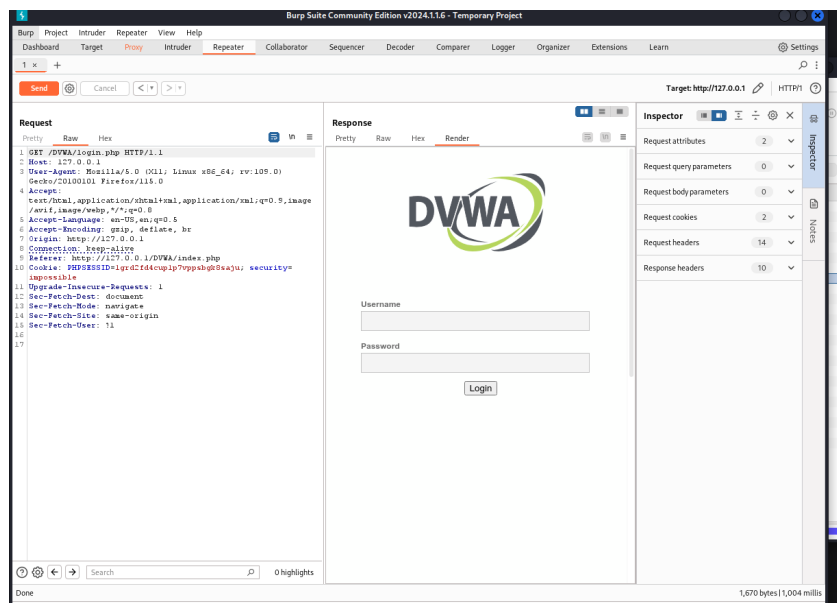 Burp Suite Community Edition v2024.1.1.6 - Temporary Project
Burp Project Intruder Repeater View Help
Dashboard Target Proxy Intruder Repeater Collaborator Sequencer Decoder Comparer Logger Organizer Extensions Learn Settings
1 × +
Send Cancel < > Target: http://127.0.0.1 HTTP/1
Request
Pretty Raw Hex \n
1 GET /DVWA/login.php HTTP/1.1
2 Host: 127.0.0.1
3 User-Agent: Mozilla/5.0 (X11; Linux x86_64; rv:109.0)
Gecko/20100101 Firefox/115.0
4 Accept:
text/html,application/xhtml+xml,application/xml;q=0.9,image
/avif,image/webp,*/*;q=0.8
5 Accept-Language: en-US,en;q=0.5
6 Accept-Encoding: gzip, deflate, br
7 Origin: http://127.0.0.1
8 Connection: keep-alive
9 Referer: http://127.0.0.1/DVWA/index.php
10 Cookie: PHPSESSID= security=
impossible
11 Upgrade-Insecure-Requests: 1
12 Sec-Fetch-Dest: document
13 Sec-Fetch-Mode: navigate
14 Sec-Fetch-Site: same-origin
15 Sec-Fetch-User: ?1
16
17
Search 0 highlights
Response
Pretty Raw Hex Render \n
DVWA
Username
Password
Login
Inspector
Request attributes 2
Request query parameters 0
Request body parameters 0
Request cookies 2
Request headers 14
Response headers 10
Inspector
Notes
Done 1,670 bytes | 1,004 millis